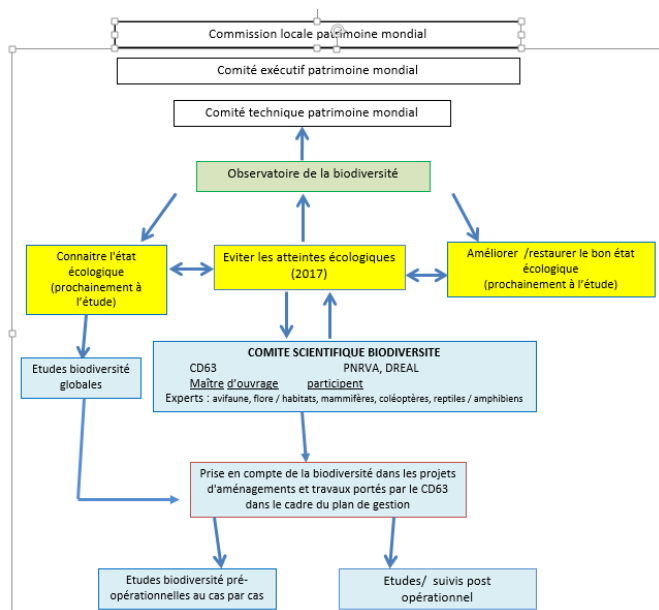 Commission locale patrimoine mondial
Comité exécutif patrimoine mondial
Comité technique patrimoine mondial
Observatoire de la biodiversité
Connaitre l'état
écologique
(prochainement à
l'étude)
Eviter les atteintes écologiques
(2017)
Améliorer /restaurer le bon état
écologique
(prochainement à l'étude)
Etudes biodiversité
globales
COMITE SCIENTIFIQUE BIODIVERSITE
CD63 PNRVA, DREAL
Maître d'ouvrage participent
Experts : avifaune, flore / habitats, mammifères, coléoptères, reptiles / amphibiens
Prise en compte de la biodiversité dans les projets
d'aménagements et travaux portés par le CD63
dans le cadre du plan de gestion
Etudes biodiversité pré-
opérationnelles au cas par cas
Etudes/ suivis post
opérationnel